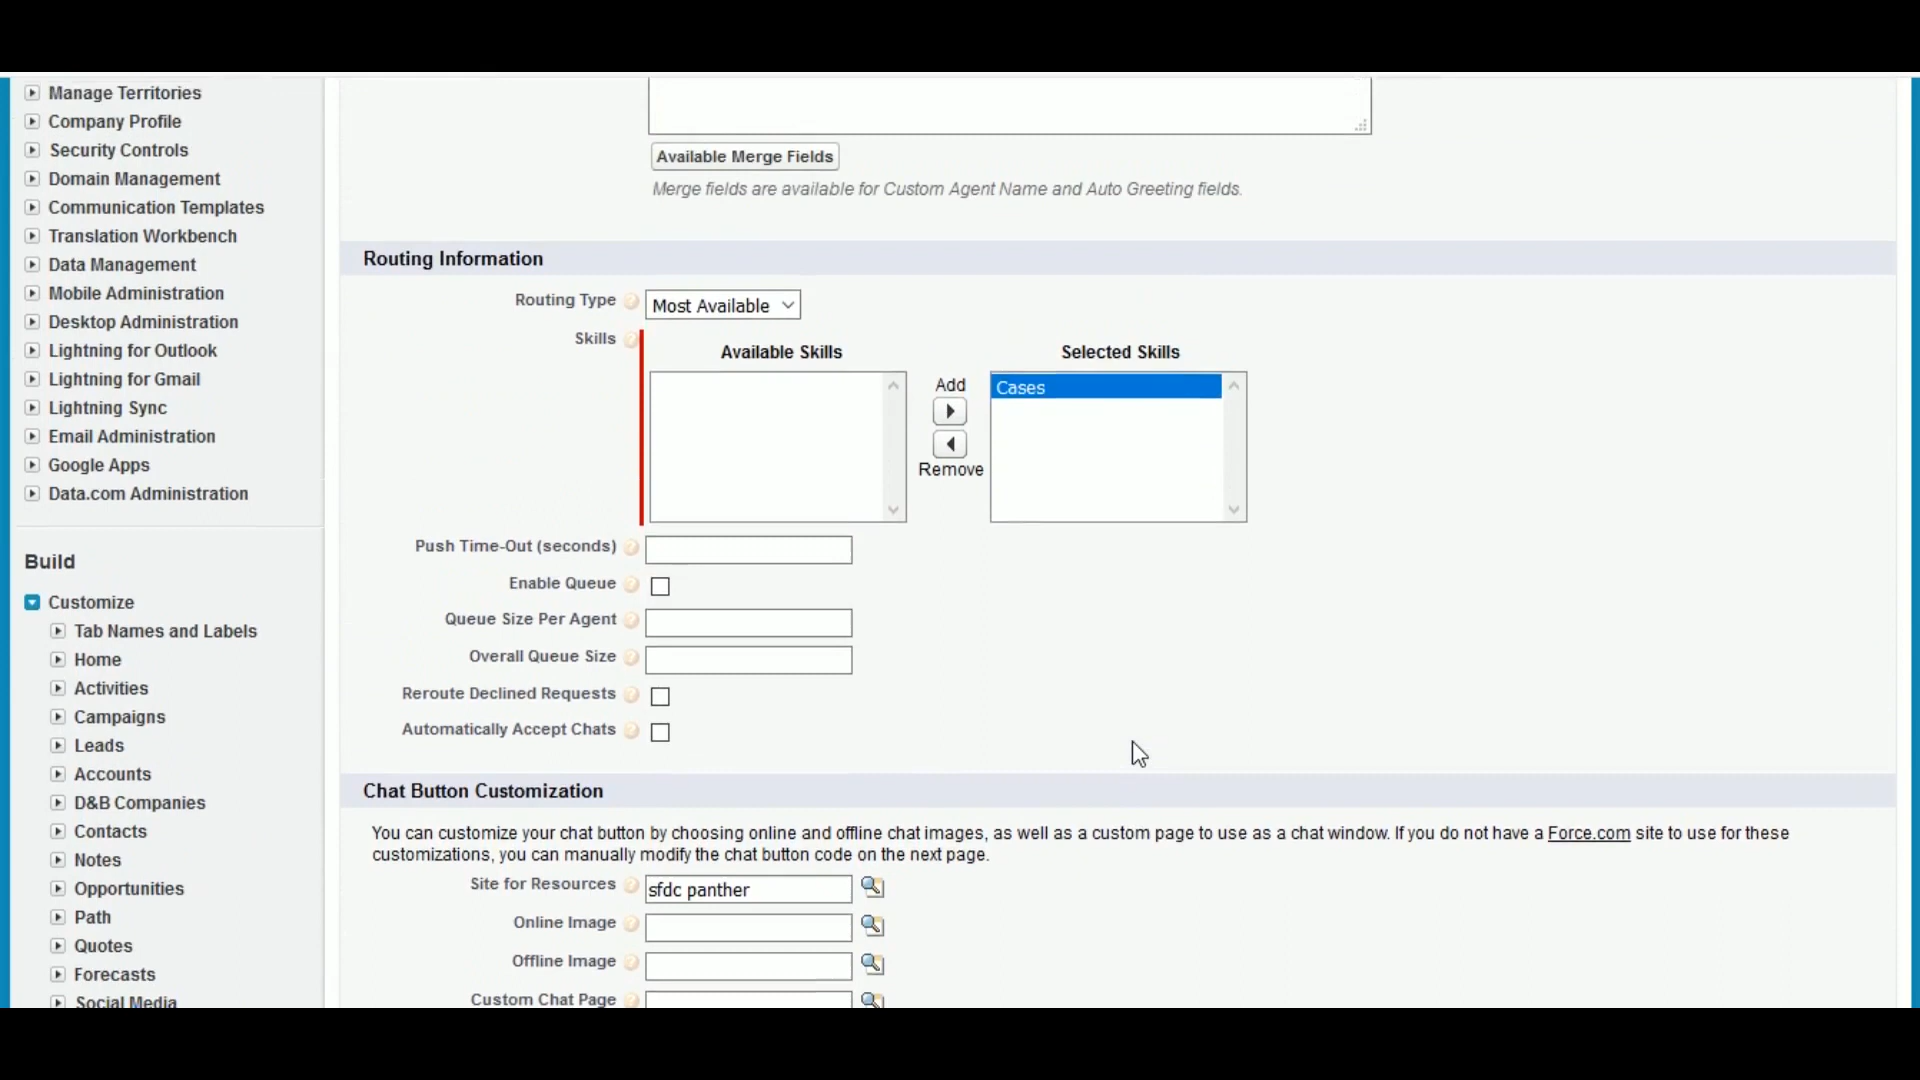 Manage Territories
Company Profile
Security Controls
Domain Management
Communication Templates
Translation Workbench
Data Management
Mobile Administration
Desktop Administration
Lightning for Outlook
Lightning for Gmail
Lightning Sync
Email Administration
Google Apps
Data.com Administration
Build
Customize
Tab Names and Labels
Home
Activities
Campaigns
Leads
Accounts
D&B Companies
Contacts
Notes
Opportunities
Path
Quotes
Forecasts
Social Media
Available Merge Fields
Merge fields are available for Custom Agent Name and Auto Greeting fields.
Routing Information
Routing Type
Most Available
Skills
Available Skills
Selected Skills
Add
Cases
Remove
Push Time-Out (seconds)
Enable Queue
Queue Size Per Agent
Overall Queue Size
Reroute Declined Requests
Automatically Accept Chats
Chat Button Customization
You can customize your chat button by choosing online and offline chat images, as well as a custom page to use as a chat window. If you do not have a Force.com site to use for these
customizations, you can manually modify the chat button code on the next page.
Site for Resources
sfdc panther
Online Image
Offline Image
Custom Chat Page